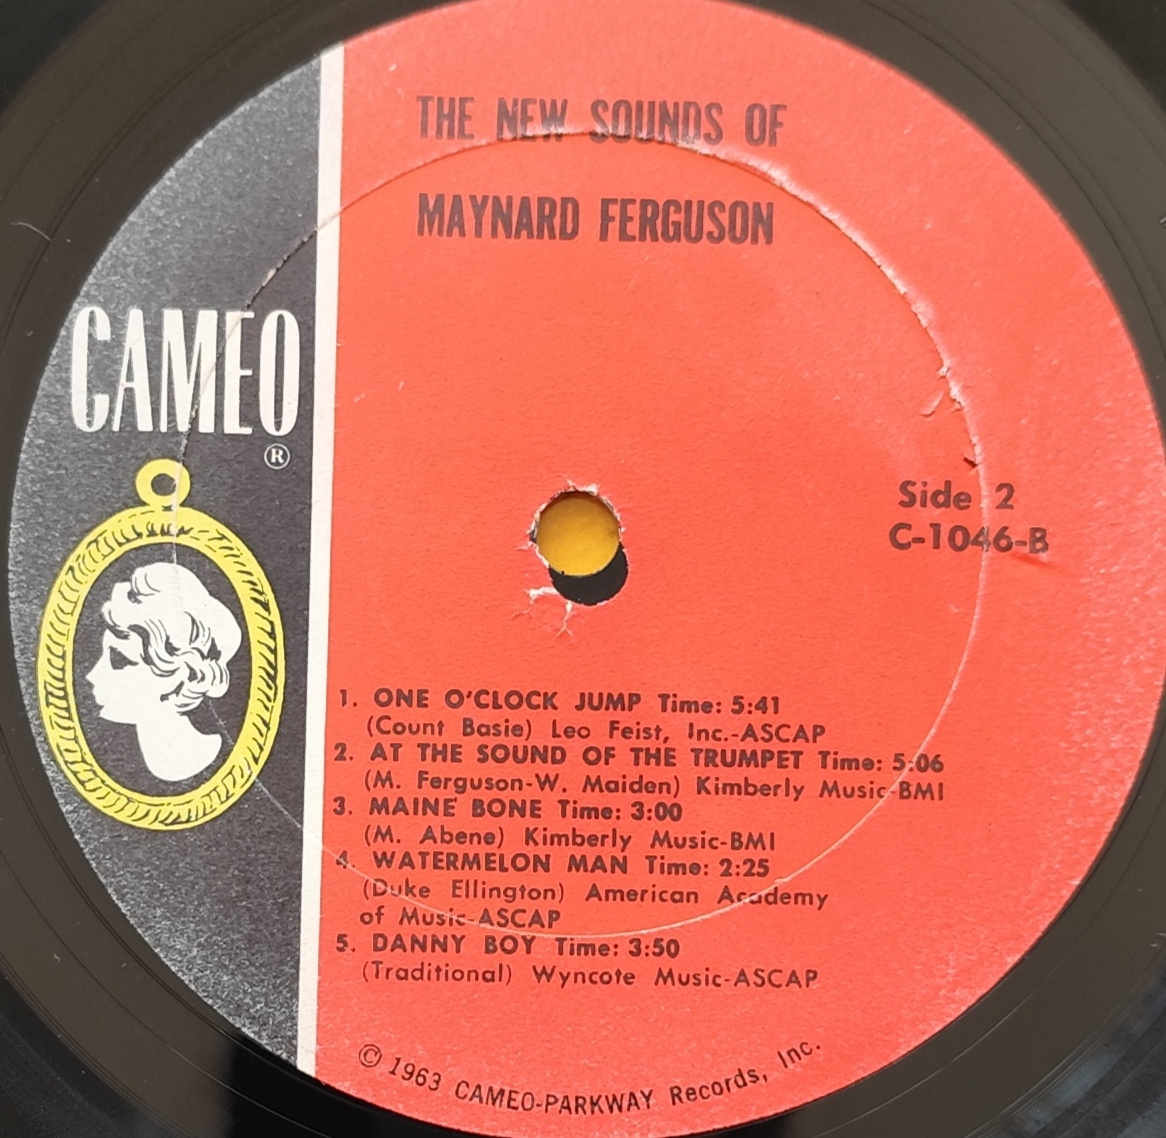 THE NEW SOUNDS OF
MAYNARD FERGUSON
CAMEO
®
Side 2
C-1046-B
1. ONE O'CLOCK JUMP Time: 5:41
(Count Basie) Leo Feist, Inc.-ASCAP
2. AT THE SOUND OF THE TRUMPET Time: 5:06
(M. Ferguson-W. Maiden) Kimberly Music-BMI
3. MAINE BONE Time: 3:00
(M. Abene) Kimberly Music-BMI
4. WATERMELON MAN Time: 2:25
(Duke Ellington) American Academy
of Music-ASCAP
5. DANNY BOY Time: 3:50
(Traditional) Wyncote Music-ASCAP
© 1963 CAMEO-PARKWAY Records, Inc.